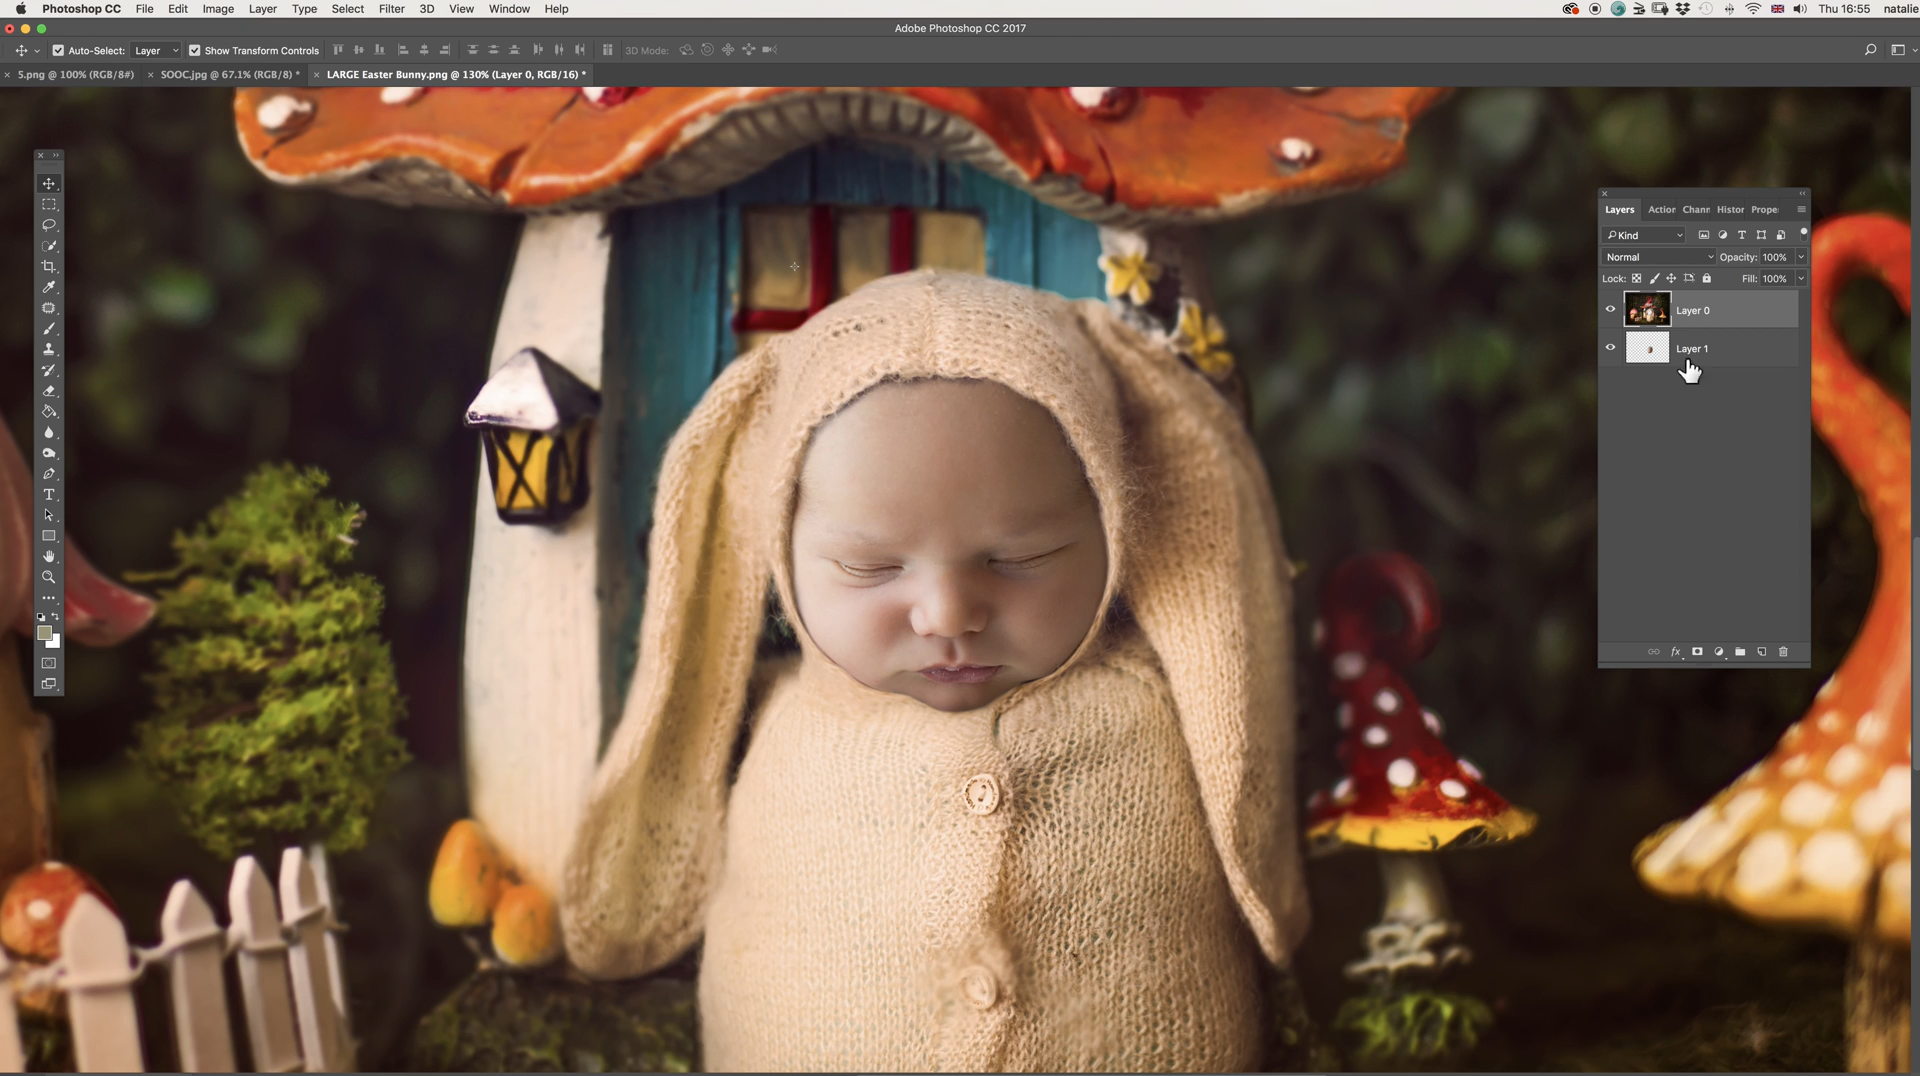 Photoshop CC File Edit Image Layer Type Select Filter 3D View Window Help Thu 16:55 natalie
Adobe Photoshop CC 2017
Auto-Select: Layer Show Transform Controls 3D Mode:
5.png @ 100% (RGB/8#) SOOC.jpg @ 67.1% (RGB/8) * LARGE Easter Bunny.png @ 130% (Layer 0, RGB/16) *
Layers Action Chann Histor Prope
Kind
Normal Opacity: 100%
Lock: Fill: 100%
Layer 0
Layer 1
fx